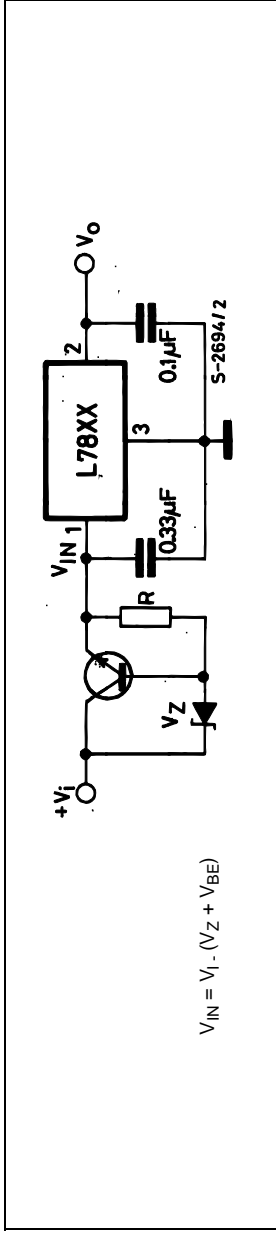 +Vi
VIN 1
L78XX
2
Vo
VZ
R
0.33µF
3
0.1µF
S-2694/2
VIN = VI - (VZ + VBE)